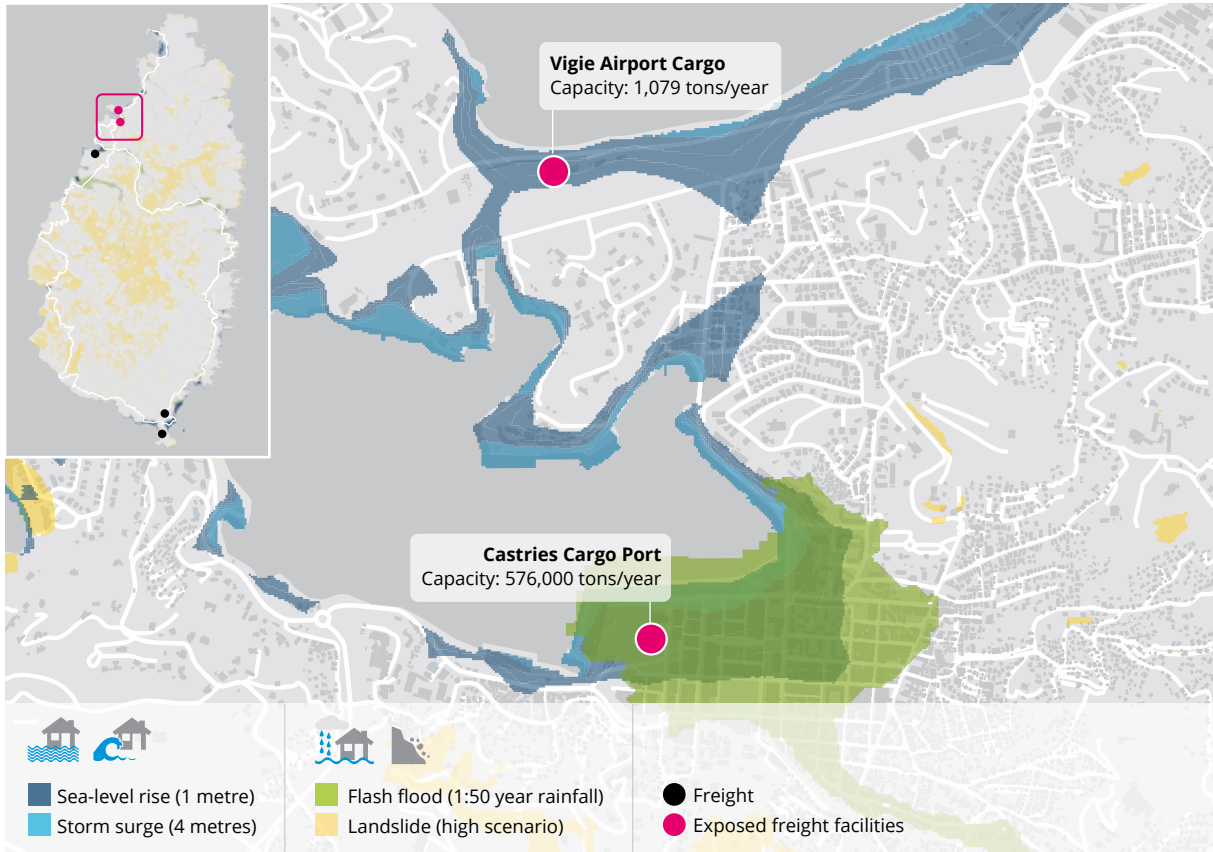 Vigie Airport Cargo
Capacity: 1,079 tons/year
Castries Cargo Port
Capacity: 576,000 tons/year
Sea-level rise (1 metre)
Storm surge (4 metres)
Flash flood (1:50 year rainfall)
Landslide (high scenario)
Freight
Exposed freight facilities